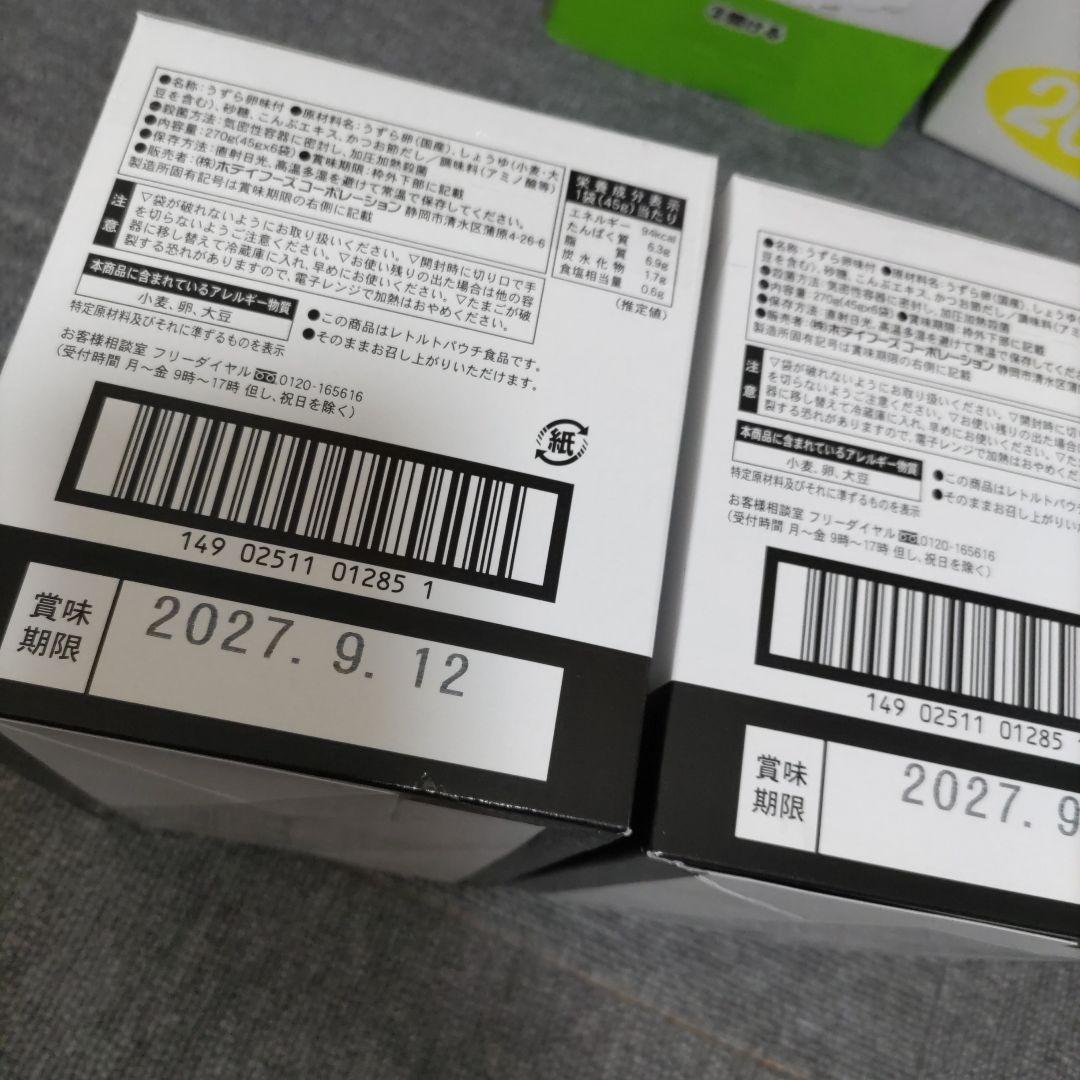 ●名称：うずら卵味付 ●原材料名：うずら卵(国産)、しょうゆ(小麦・大
豆を含む)、砂糖、こんぶエキス、かつお節だし／調味料(アミノ酸等)
●殺菌方法：気密性容器に密封し、加圧加熱殺菌
●内容量：270g(45g×6袋) ●賞味期限：枠外下部に記載
●保存方法：直射日光、高温多湿を避けて常温で保存してください。
●販売者：(株)ホテイフーズコーポレーション 静岡市清水区蒲原4-26-6
製造所固有記号は賞味期限の右側に記載
注意
▽袋が破れないようにお取り扱いください。▽開封時に切り口で手
を切らないようご注意ください。▽お使い残りの出た場合は他の容
器に移し替えて冷蔵庫に入れ、早めにお使いください。▽たまごが破
裂する恐れがありますので、電子レンジで加熱はおやめください。
栄養成分表示
1袋(45g)当たり
エネルギー 94kcal
たんぱく質 6.3g
脂質 6.9g
炭水化物 1.7g
食塩相当量 0.6g
(推定値)
本商品に含まれているアレルギー物質
小麦、卵、大豆
特定原材料及びそれに準ずるものを表示
●この商品はレトルトパウチ食品です。
●そのままお召し上がりいただけます。
お客様相談室 フリーダイヤル 0120-165616
(受付時間 月～金 9時～17時 但し、祝日を除く)
紙
149 02511 01285 1
賞味
期限
2027. 9. 12
●名称：うずら卵味付 ●原材料名：うずら卵(国産)、しょうゆ
豆を含む)、砂糖、こんぶエキス、かつお節だし／調味料(アミ
●殺菌方法：気密性容器に密封し、加圧加熱殺菌
●内容量：270g(45g×6袋) ●賞味期限：枠外下部に記載
●保存方法：直射日光、高温多湿を避けて常温で保存してくだ
●販売者：(株)ホテイフーズコーポレーション 静岡市清水区蒲
製造所固有記号は賞味期限の右側に記載
注意
▽袋が破れないようにお取り扱いください。▽開封時に切り
を切らないようご注意ください。▽お使い残りの出た場合
器に移し替えて冷蔵庫に入れ、早めにお使いください。▽た
裂する恐れがありますので、電子レンジで加熱はおやめくだ
本商品に含まれているアレルギー物質
小麦、卵、大豆
特定原材料及びそれに準ずるものを表示
●この商品はレトルトパウチ
●そのままお召し上がりい
お客様相談室 フリーダイヤル 0120-165616
(受付時間 月～金 9時～17時 但し、祝日を除く)
149 02511 01285
賞味
期限
2027. 9
②開ける
20